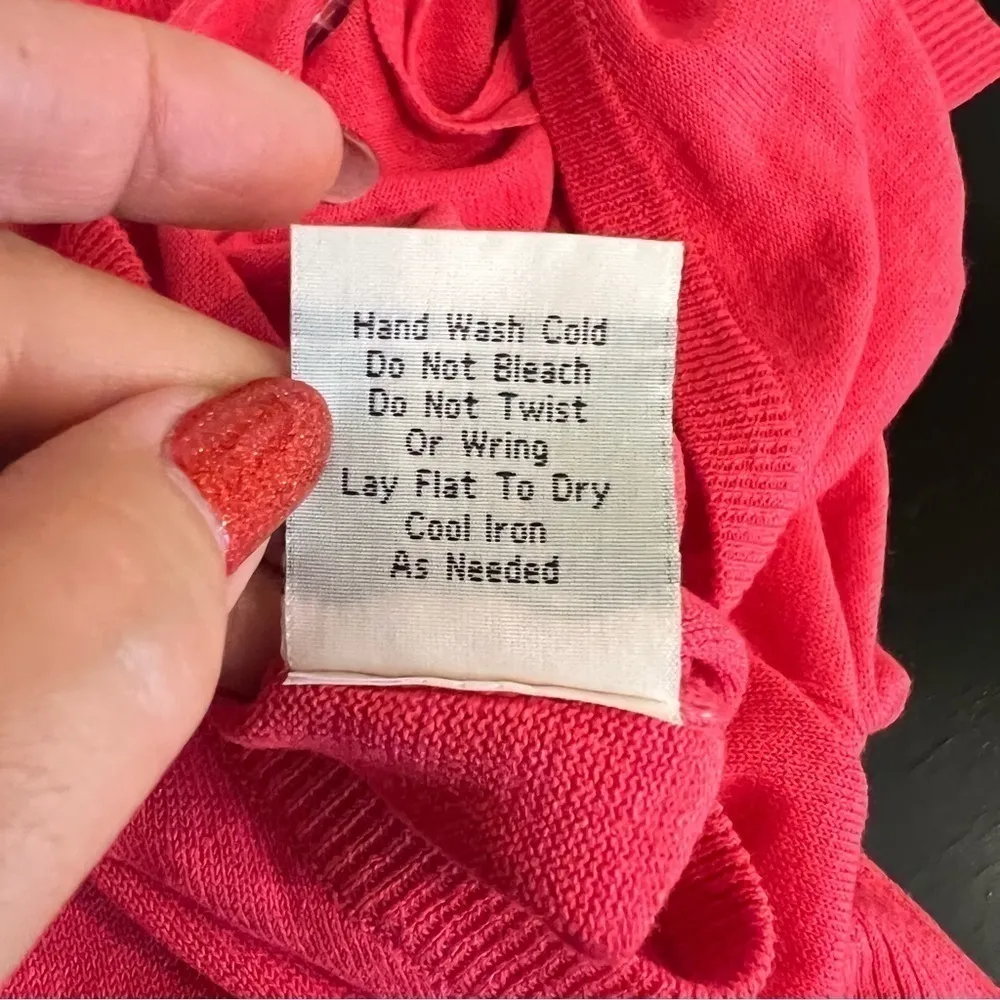 Hand Wash Cold
Do Not Bleach
Do Not Twist
Or Wring
Lay Flat To Dry
Cool Iron
As Needed